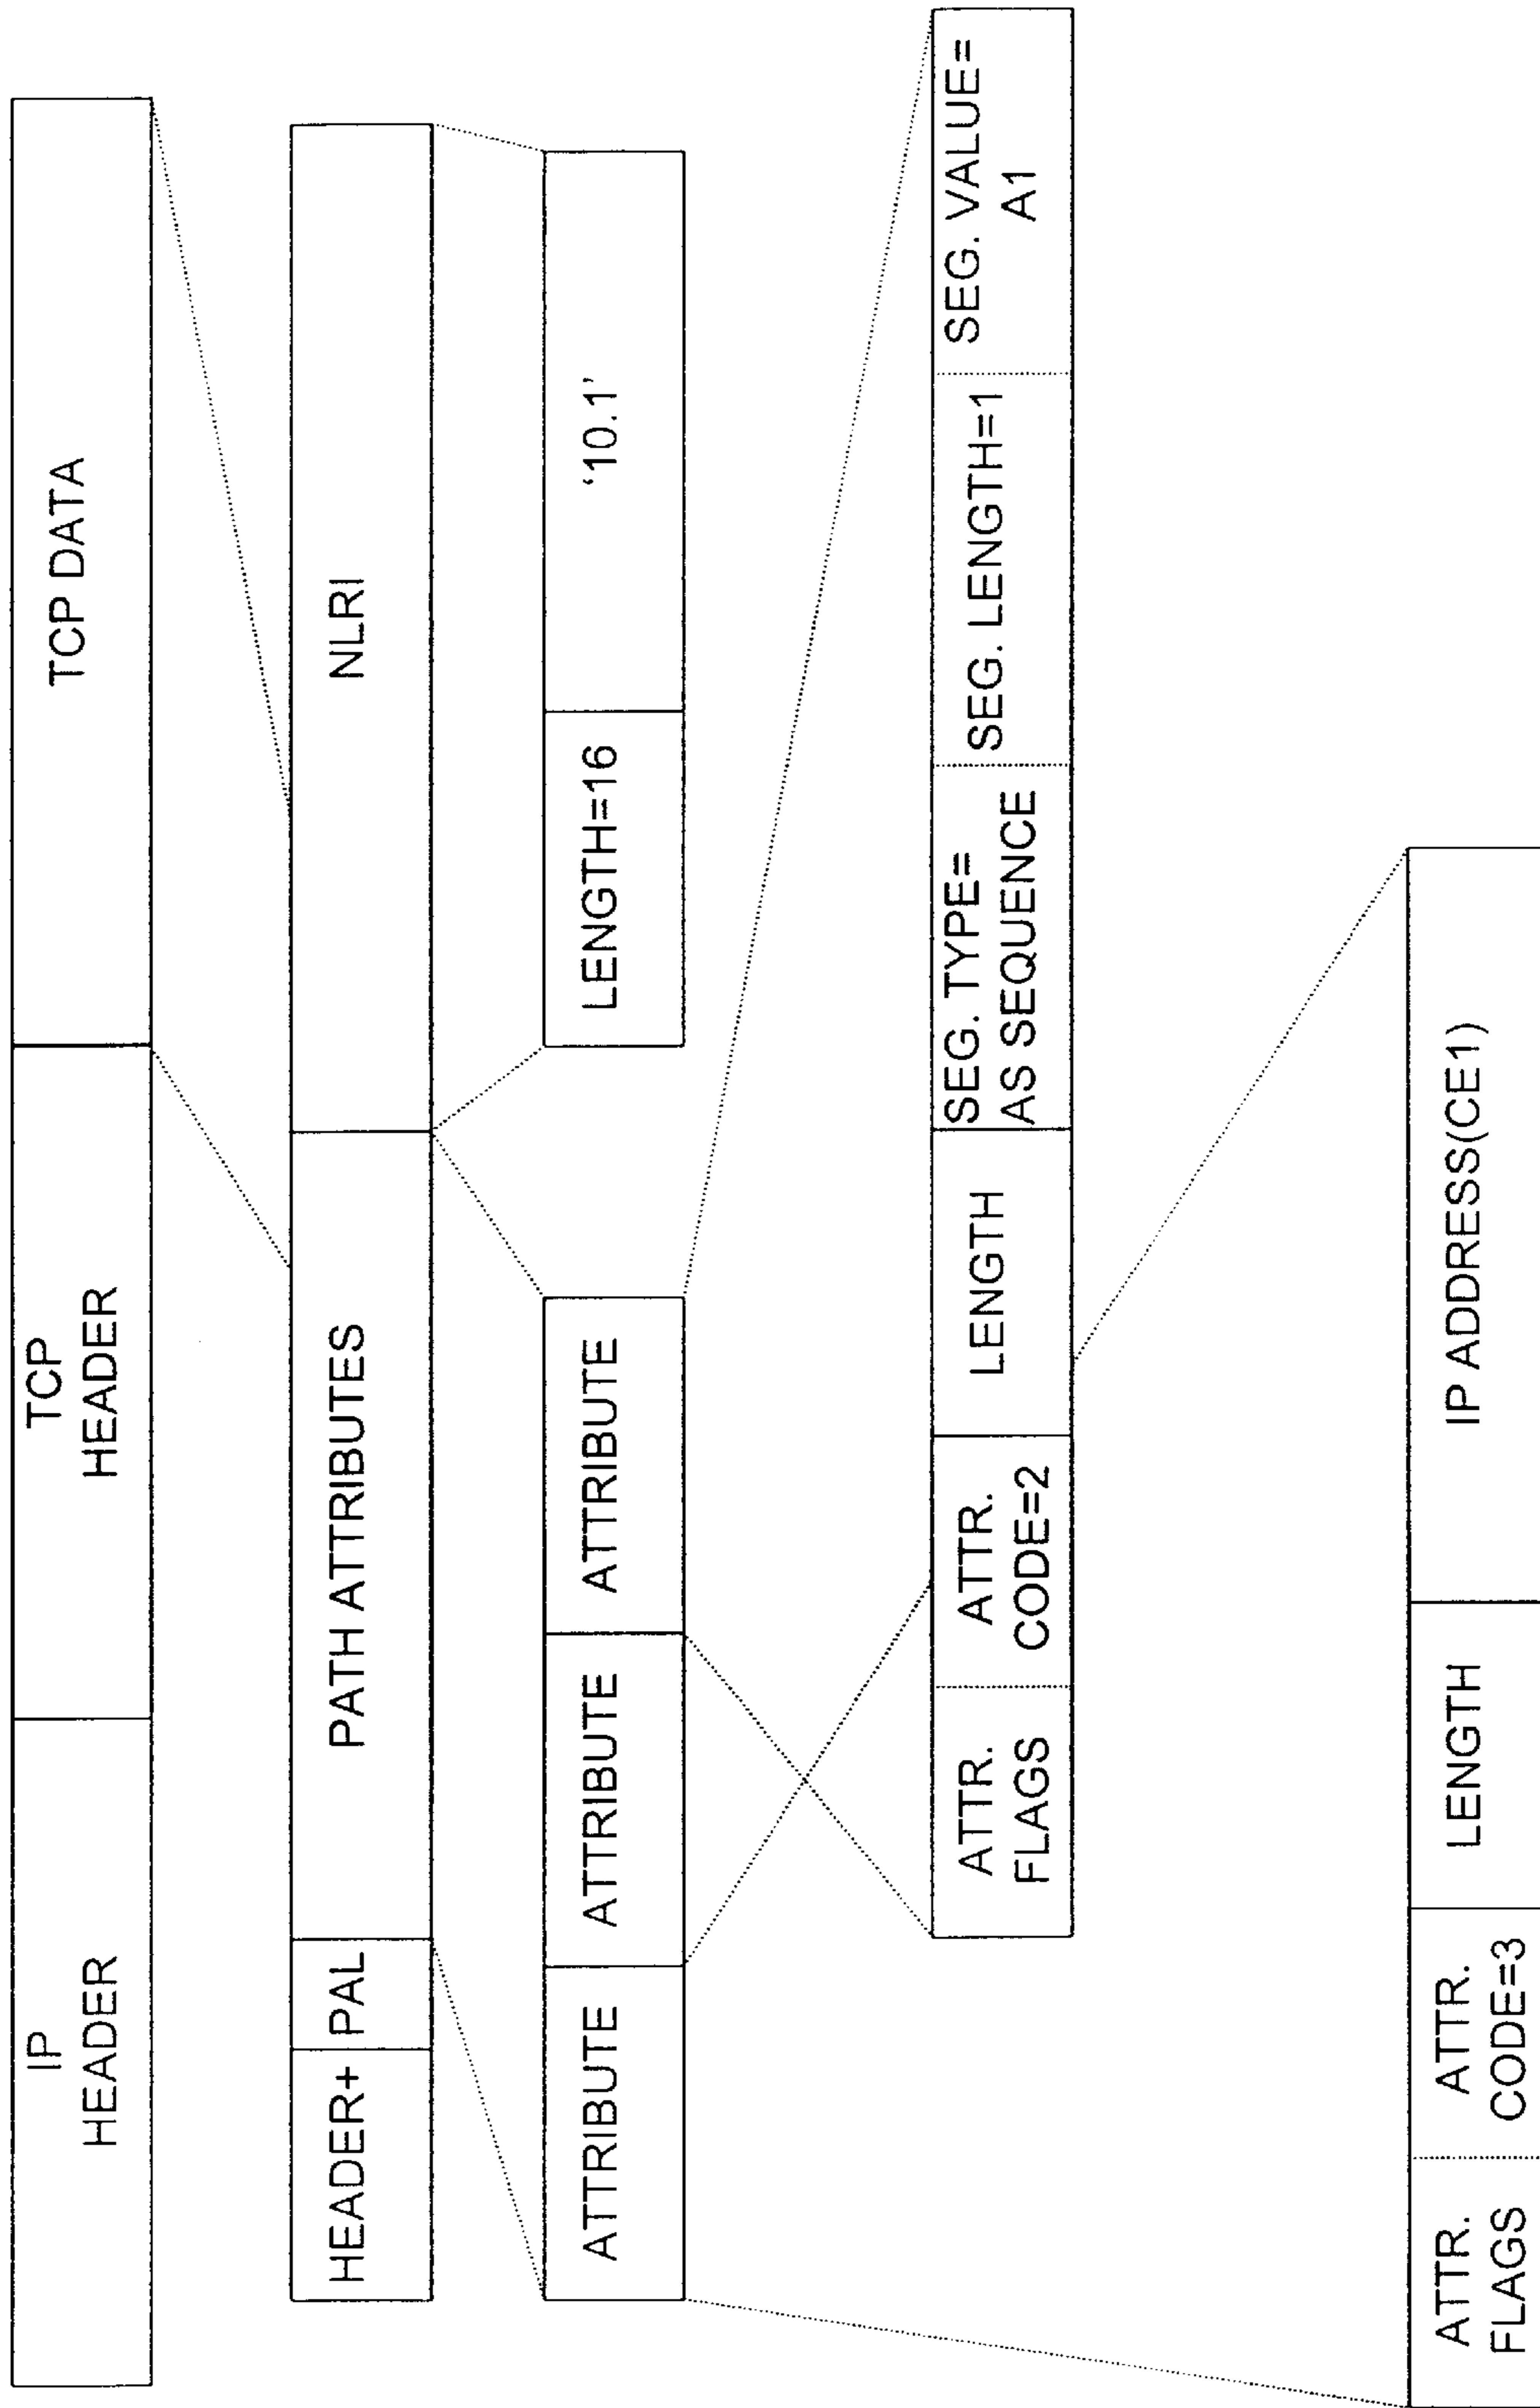 IP
HEADER
TCP
HEADER
TCP DATA
HEADER+
PAL
PATH ATTRIBUTES
NLRI
ATTRIBUTE
ATTRIBUTE
ATTRIBUTE
LENGTH=16
‘10.1’
ATTR.
FLAGS
ATTR.
CODE=2
LENGTH
SEG. TYPE=
AS SEQUENCE
SEG. LENGTH=1
SEG. VALUE=
A1
ATTR.
FLAGS
ATTR.
CODE=3
LENGTH
IP ADDRESS(CE1)